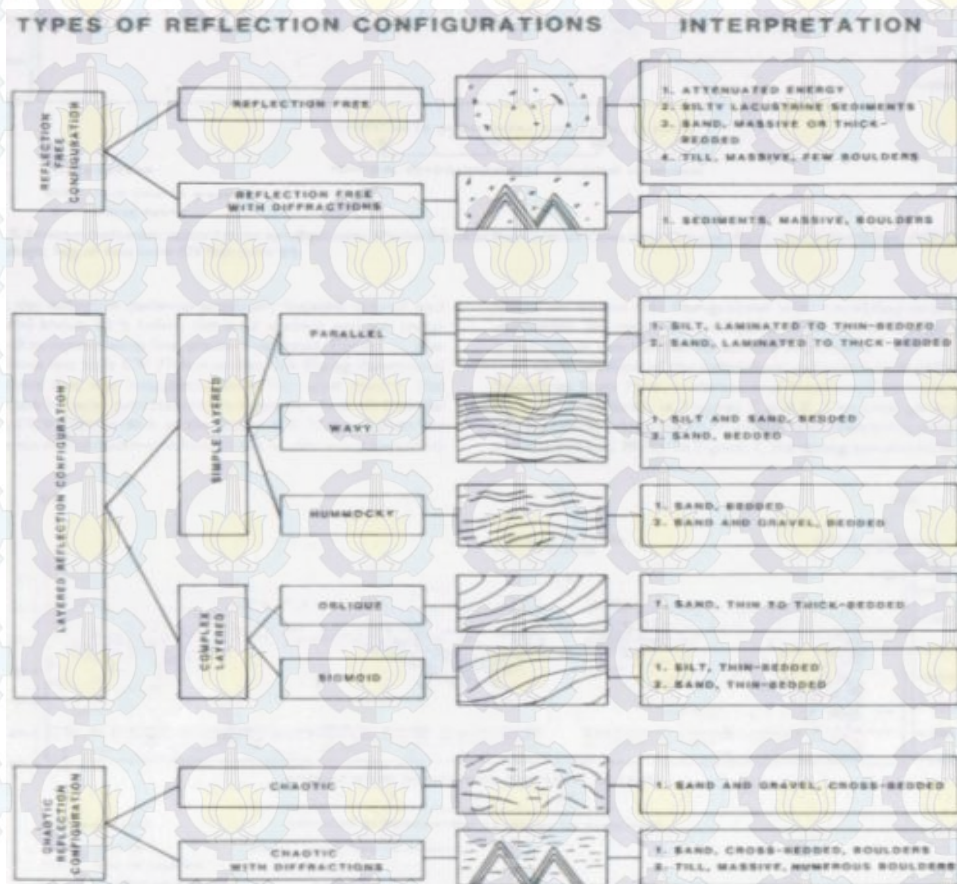 TYPES OF REFLECTION CONFIGURATIONS
INTERPRETATION
REFLECTION
FREE
CONFIGURATION
REFLECTION FREE
1. ATTENUATED ENERGY
2. SILTY LACUSTRINE SEDIMENTS
3. SAND, MASSIVE OR THICK-
BEDDED
4. TILL, MASSIVE, FEW BOULDERS
REFLECTION FREE
WITH DIFFRACTIONS
1. SEDIMENTS, MASSIVE, BOULDERS
LAYERED REFLECTION CONFIGURATION
SIMPLE LAYERED
PARALLEL
1. SILT, LAMINATED TO THIN-BEDDED
2. SAND, LAMINATED TO THICK-BEDDED
WAVY
1. SILT AND SAND, BEDDED
2. SAND, BEDDED
HUMMOCKY
1. SAND, BEDDED
2. SAND AND GRAVEL, BEDDED
COMPLEX
LAYERED
OBLIQUE
1. SAND, THIN TO THICK-BEDDED
SIGMOID
1. SILT, THIN-BEDDED
2. SAND, THIN-BEDDED
CHAOTIC
REFLECTION
CONFIGURATION
CHAOTIC
1. SAND AND GRAVEL, CROSS-BEDDED
CHAOTIC
WITH DIFFRACTIONS
1. SAND, CROSS-BEDDED, BOULDERS
2. TILL, MASSIVE, NUMEROUS BOULDERS